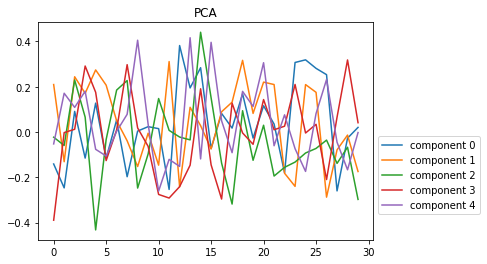 PCA
0.4
0.2
0.0
−0.2
−0.4
0
5
10
15
20
25
30
component 0
component 1
component 2
component 3
component 4